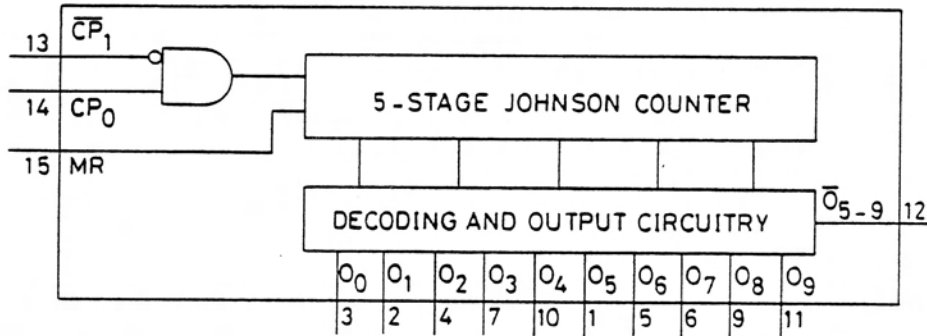 13 C̅P̅₁
14 CP₀
5-STAGE JOHNSON COUNTER
15 MR
DECODING AND OUTPUT CIRCUITRY
O̅₅₋₉ 12
O₀ O₁ O₂ O₃ O₄ O₅ O₆ O₇ O₈ O₉
3 2 4 7 10 1 5 6 9 11